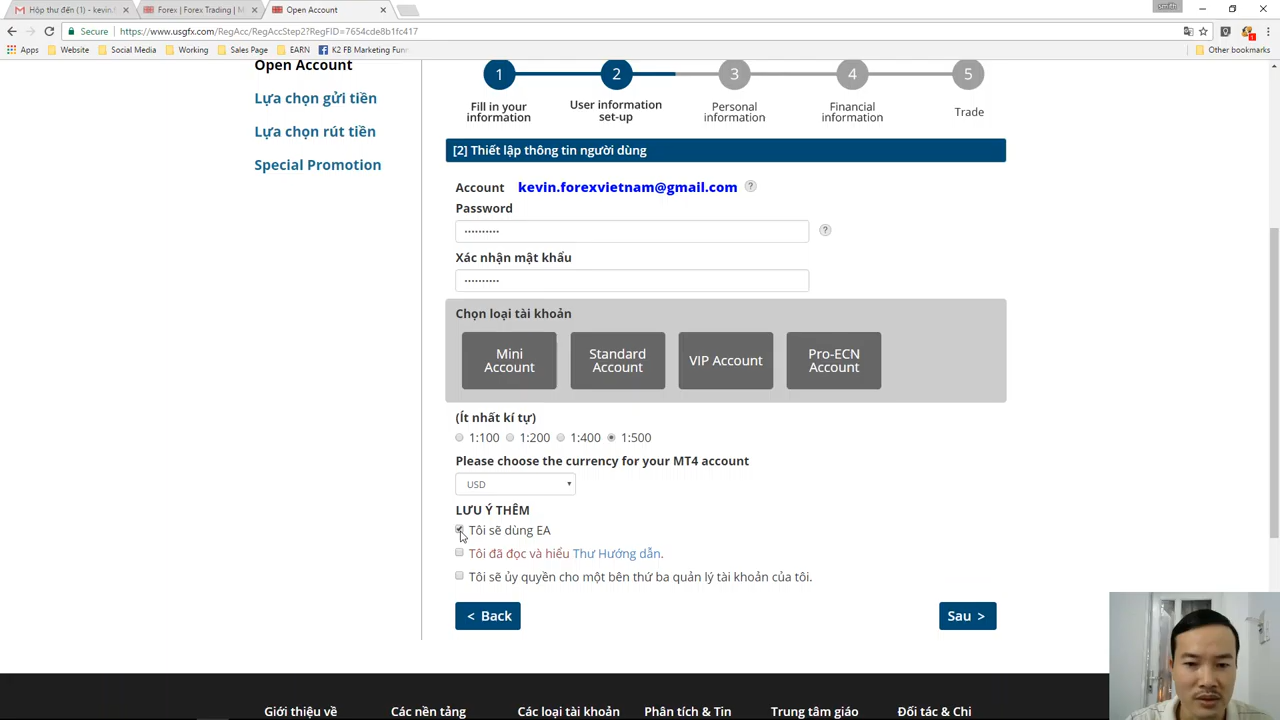 Hộp thư đến (1) - kevin.f
Forex | Forex Trading | M
Open Account
smith
Secure
https://www.usgfx.com/RegAcc/RegAccStep2?RegFID=7654cde8b1fc417
Apps
Website
Social Media
Working
Sales Page
EARN
K2 FB Marketing Funn
Other bookmarks
Open Account
Lựa chọn gửi tiền
Lựa chọn rút tiền
Special Promotion
1
2
3
4
5
Fill in your
information
User information
set-up
Personal
information
Financial
information
Trade
[2] Thiết lập thông tin người dùng
Account kevin.forexvietnam@gmail.com ?
Password
?
Xác nhận mật khẩu
Chọn loại tài khoản
Mini
Account
Standard
Account
VIP Account
Pro-ECN
Account
(Ít nhất kí tự)
1:100 1:200 1:400 1:500
Please choose the currency for your MT4 account
USD
LƯU Ý THÊM
Tôi sẽ dùng EA
Tôi đã đọc và hiểu Thư Hướng dẫn.
Tôi sẽ ủy quyền cho một bên thứ ba quản lý tài khoản của tôi.
< Back
Sau >
Giới thiệu về
Các nền tảng
Các loại tài khoản
Phân tích & Tin
Trung tâm giáo
Đối tác & Chi